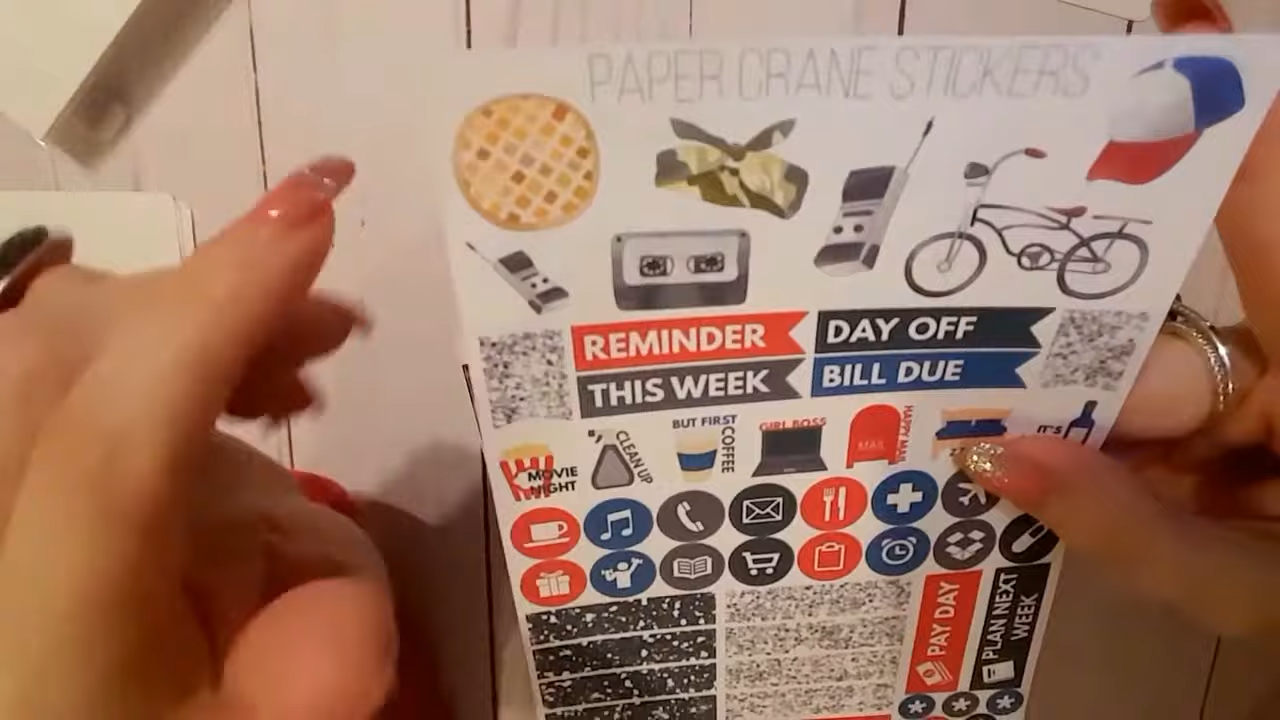 PAPER CRANE STICKERS
REMINDER
DAY OFF
THIS WEEK
BILL DUE
MOVIE
NIGHT
CLEAN UP
BUT FIRST
COFFEE
GIRL BOSS
MAIL
HAPPY MAIL
IT'S
PAY DAY
PLAN NEXT
WEEK